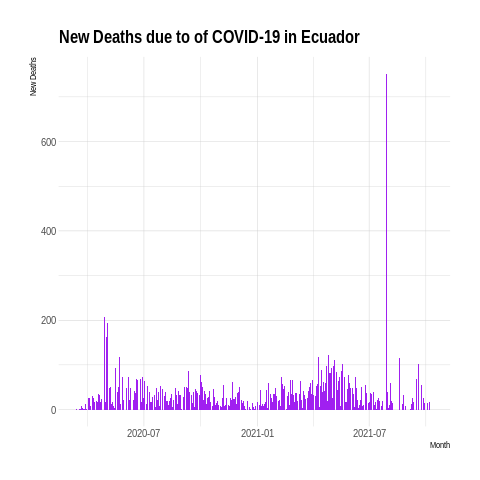 New Deaths due to of COVID-19 in Ecuador
New Deaths
600
400
200
0
2020-07
2021-01
2021-07
Month